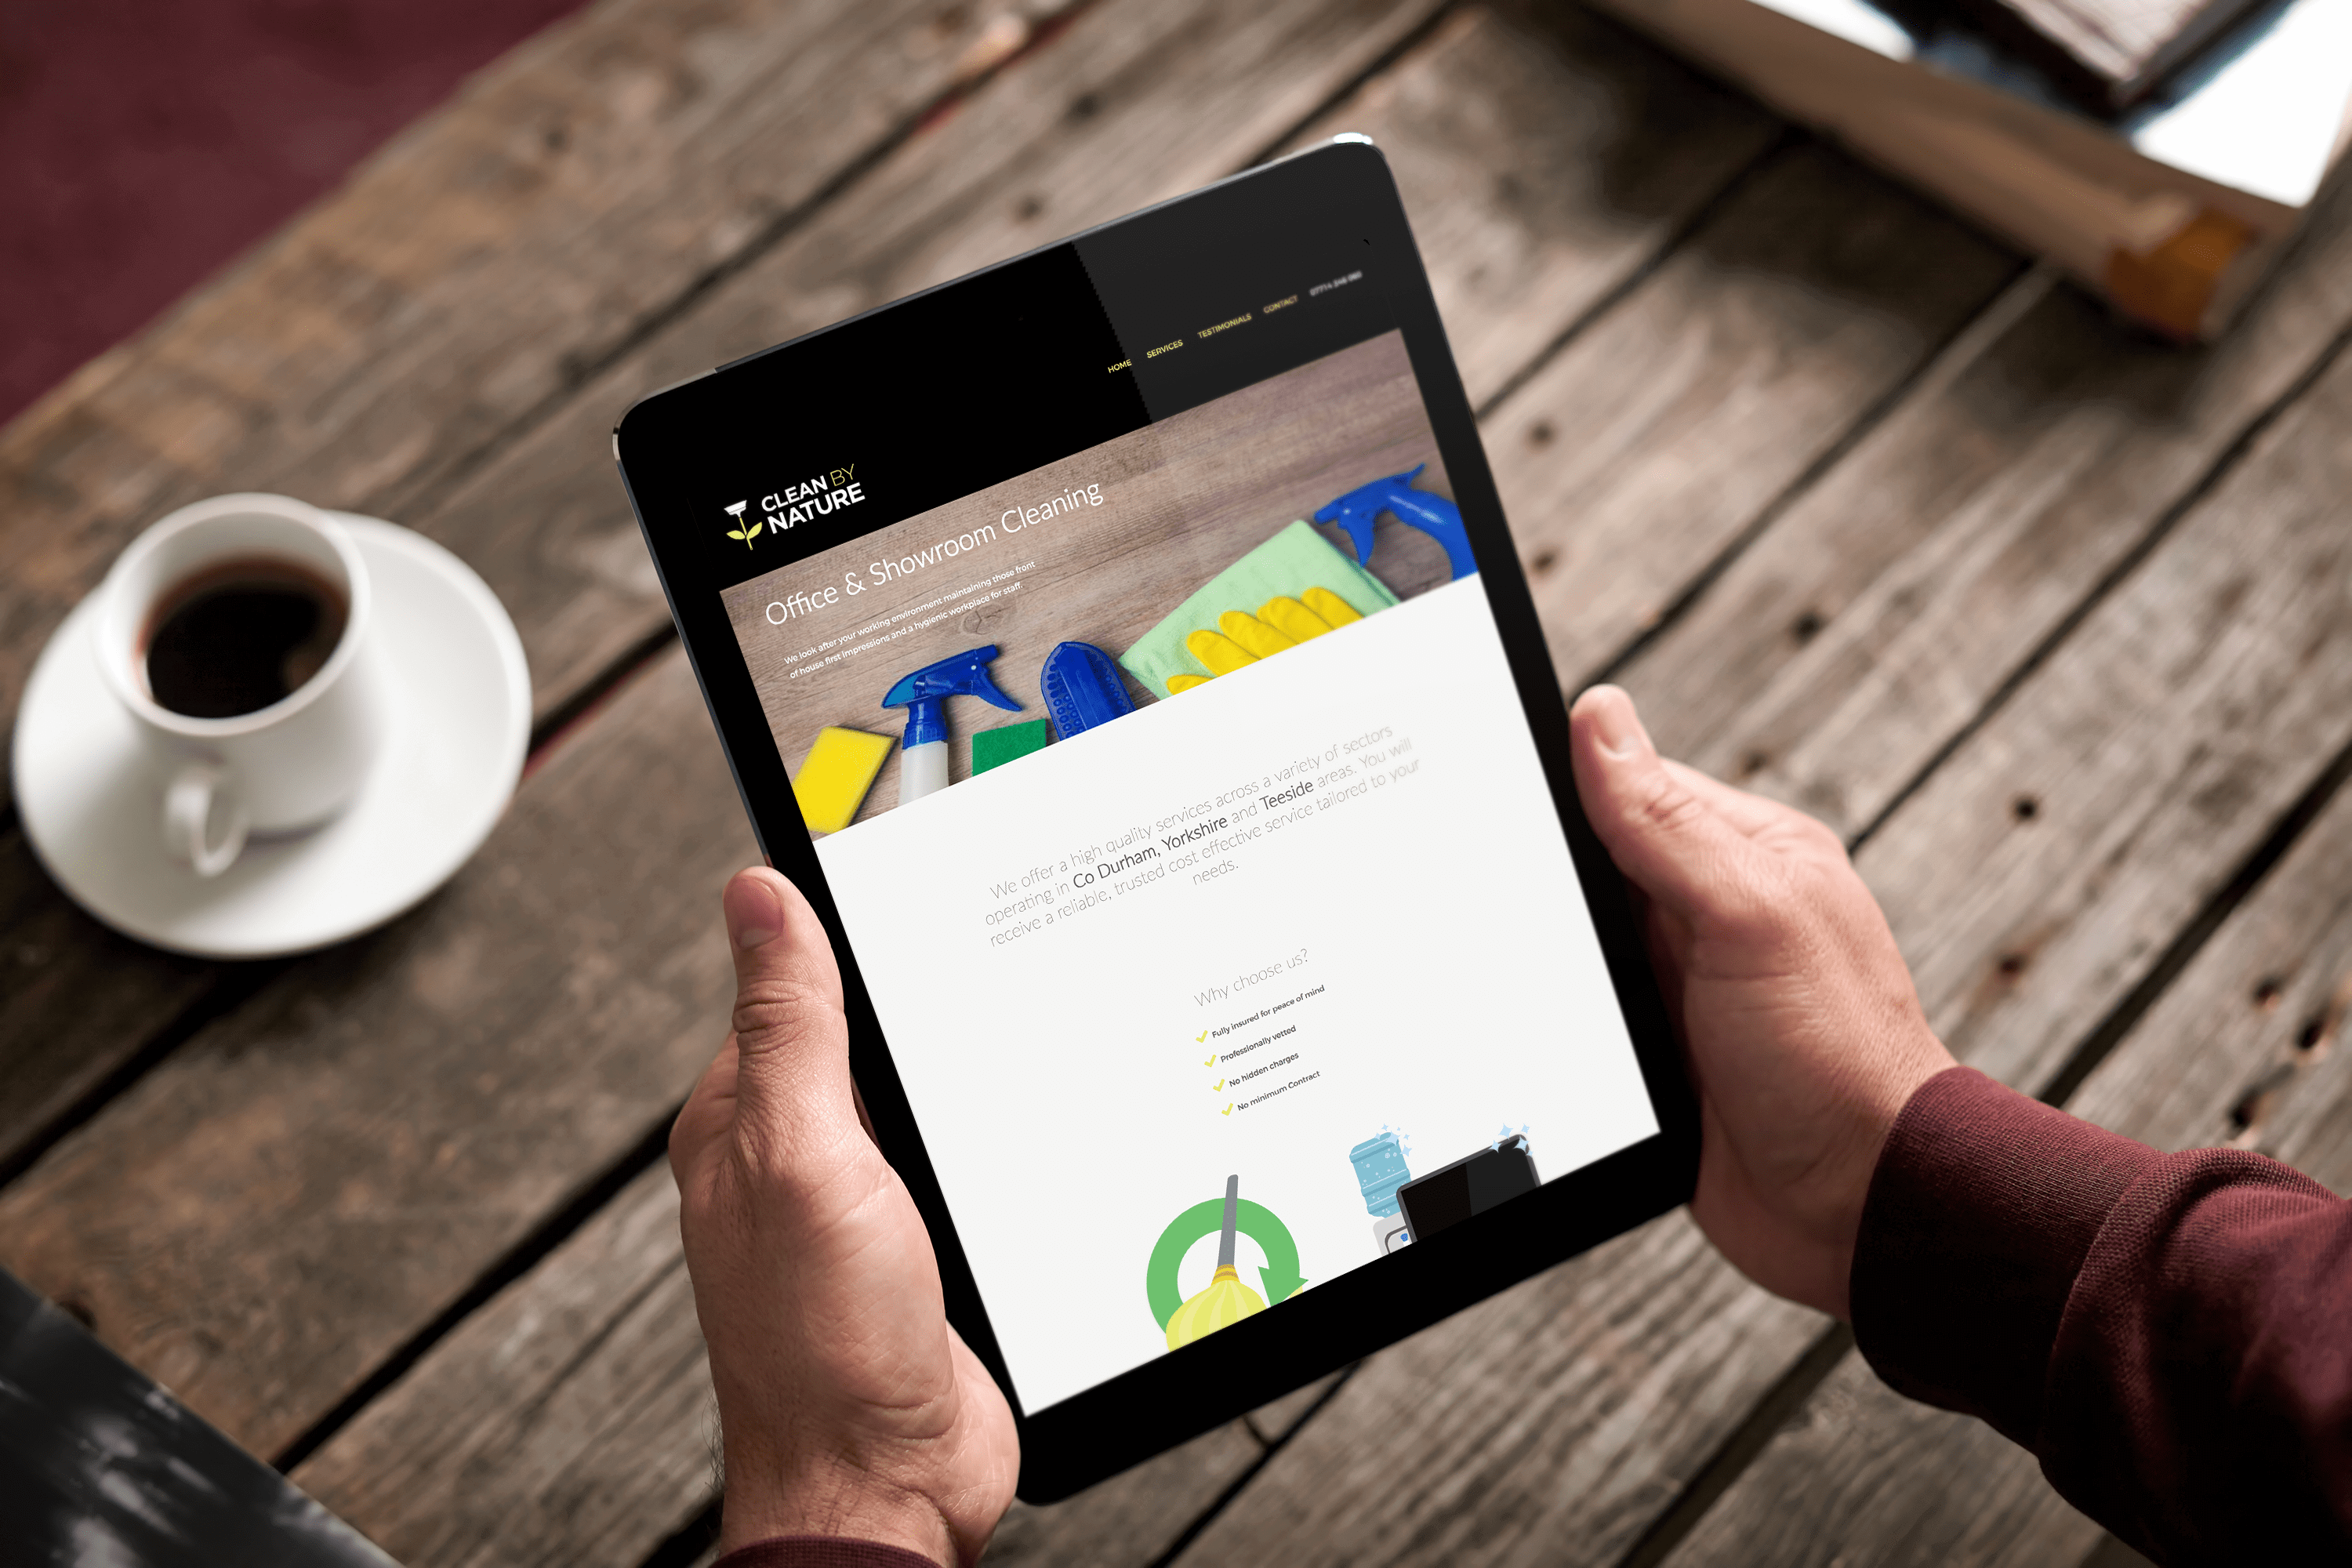 HOME SERVICES TESTIMONIALS CONTACT
CLEAN BY
NATURE
Office & Showroom Cleaning
We look after your working environment maintaining those front
of house first impressions and a hygienic workplace for staff.
We offer a high quality services across a variety of sectors
operating in Co Durham, Yorkshire and Teeside areas. You will
receive a reliable, trusted cost effective service tailored to your
needs.
Why choose us?
Fully insured for peace of mind
Professionally vetted
No hidden charges
No minimum Contract